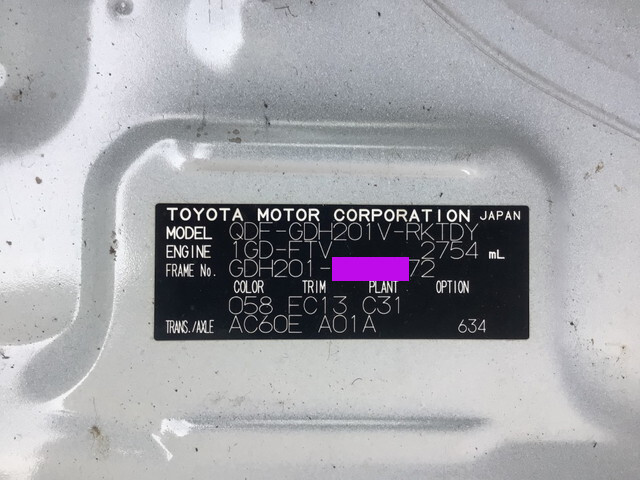 TOYOTA MOTOR CORPORATION JAPAN
MODEL QDF-GDH201V-RKTDY
ENGINE 1GD-FTV 2754 mL
FRAME No. GDH201- 72
COLOR TRIM PLANT OPTION
058 FC13 C31
TRANS./AXLE AC60E A01A 634